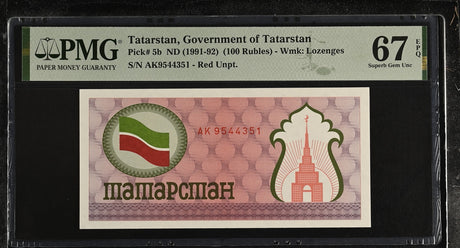 PMG
PAPER MONEY GUARANTY
Tatarstan, Government of Tatarstan
Pick# 5b ND (1991-92) (100 Rubles) - Wmk: Lozenges
S/N AK9544351 - Red Unpt.
67 EPQ
Superb Gem Unc
AK 9544351
татарстан